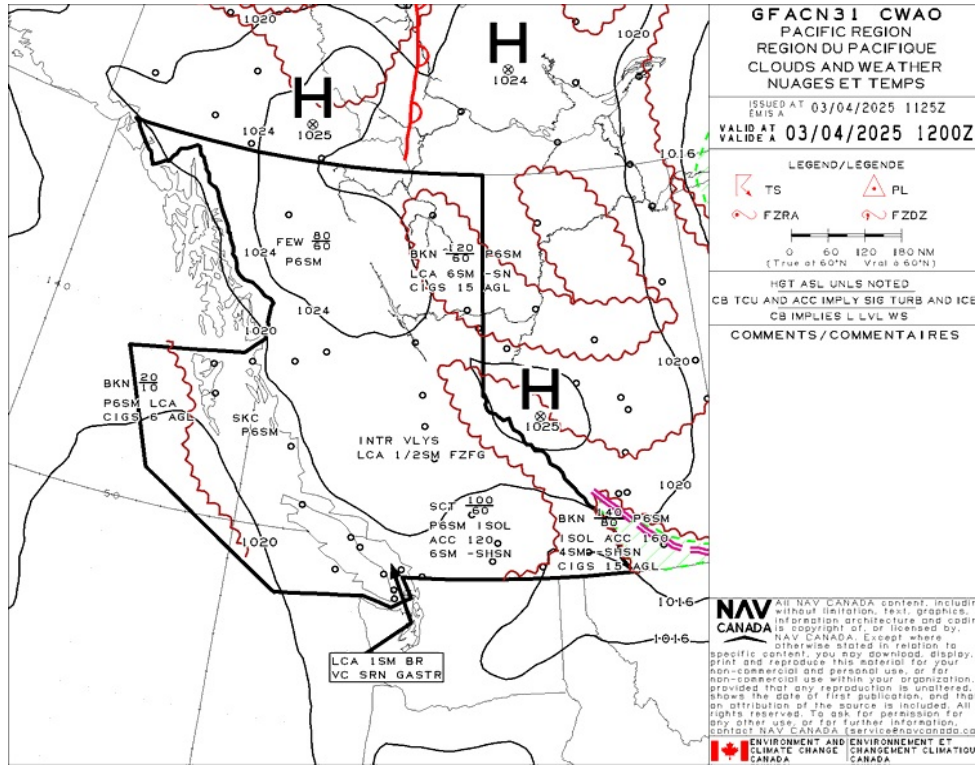 GFACN31 CWAO
PACIFIC REGION
REGION DU PACIFIQUE
CLOUDS AND WEATHER
NUAGES ET TEMPS
ISSUED AT 03/04/2025 1125Z
EMIS A
VALID AT 03/04/2025 1200Z
VALIDE A
LEGEND/LÉGENDE
TS
PL
FZRA
FZDZ
0 60 120 180 NM
(True at 60°N Vrai à 60°N)
HGT ASL UNLS NOTED
CB TCU AND ACC IMPLY SIG TURB AND ICE
CB IMPLIES L LVL WS
COMMENTS/COMMENTAIRES
1020
H
1025
H
1024
1020
1024
1016
140
FEW 80
60
P6SM
BKN 120
60 P6SM
LCA 6SM -SN
CIGS 15 AGL
1024
1020
BKN 20
10
P6SM LCA
CIGS 6 AGL
SKC
P6SM
H
1025
INTR VLYS
LCA 1/2SM FZFG
50
1020
SCT 100
60
P6SM ISOL
ACC 120
6SM -SHSN
BKN 140
80 P6SM
ISOL ACC 160
4SM -SHSN
CIGS 15 AGL
1020
1016
1016
LCA 1SM BR
VC SRN GASTR
NAV
CANADA
All NAV CANADA content, includin
without limitation, text, graphics,
information architecture and codin
is copyright of, or licensed by,
NAV CANADA. Except where
otherwise stated in relation to
specific content, you may download, display,
print and reproduce this material for your
non-commercial and personal use, or for
non-commercial use within your organization,
provided that any reproduction is unaltered,
shows the date of first publication, and tha
an attribution of the source is included. All
rights reserved. To ask for permission for
any other use, or for further information,
contact NAV CANADA (service@navcanada.ca
ENVIRONMENT AND
CLIMATE CHANGE
CANADA
ENVIRONNEMENT ET
CHANGEMENT CLIMATIQU
CANADA